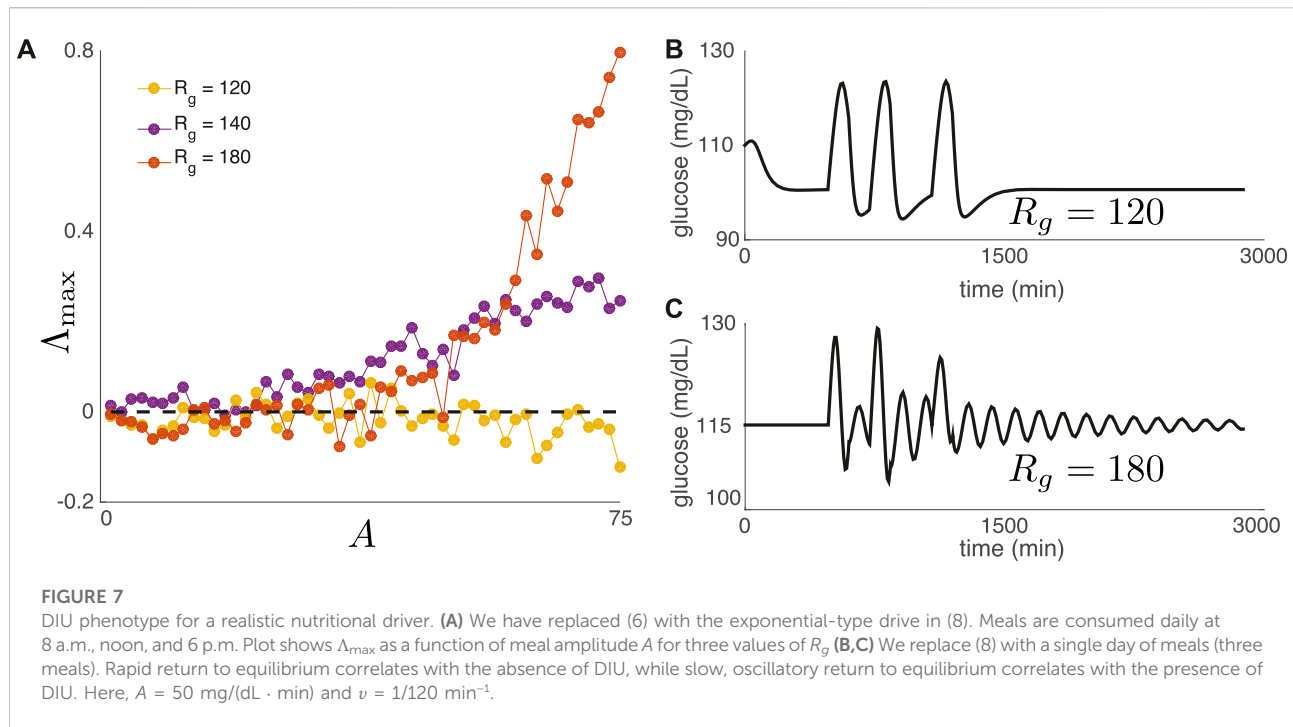 A
0.8
0.4
0
-0.2
Λmax
R_g = 120
R_g = 140
R_g = 180
0
75
A
B
130
110
90
glucose (mg/dL)
R_g = 120
0
1500
3000
time (min)
C
130
115
100
glucose (mg/dL)
R_g = 180
0
1500
3000
time (min)
FIGURE 7
DIU phenotype for a realistic nutritional driver. (A) We have replaced (6) with the exponential-type drive in (8). Meals are consumed daily at
8 a.m., noon, and 6 p.m. Plot shows Λmax as a function of meal amplitude A for three values of R_g (B,C) We replace (8) with a single day of meals (three
meals). Rapid return to equilibrium correlates with the absence of DIU, while slow, oscillatory return to equilibrium correlates with the presence of
DIU. Here, A = 50 mg/(dL · min) and υ = 1/120 min⁻¹.